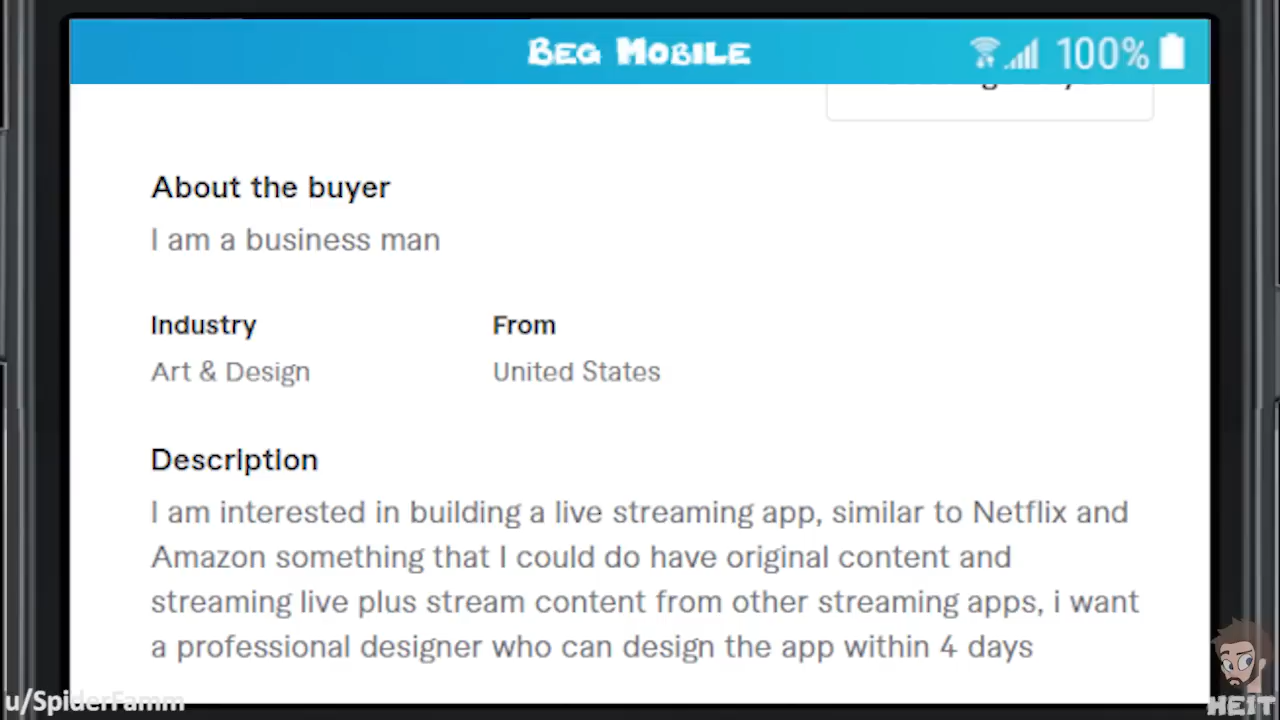 Beg Mobile
100%
About the buyer
I am a business man
Industry From
Art & Design United States
Description
I am interested in building a live streaming app, similar to Netflix and
Amazon something that I could do have original content and
streaming live plus stream content from other streaming apps, i want
a professional designer who can design the app within 4 days
u/SpiderFamm
HEIT